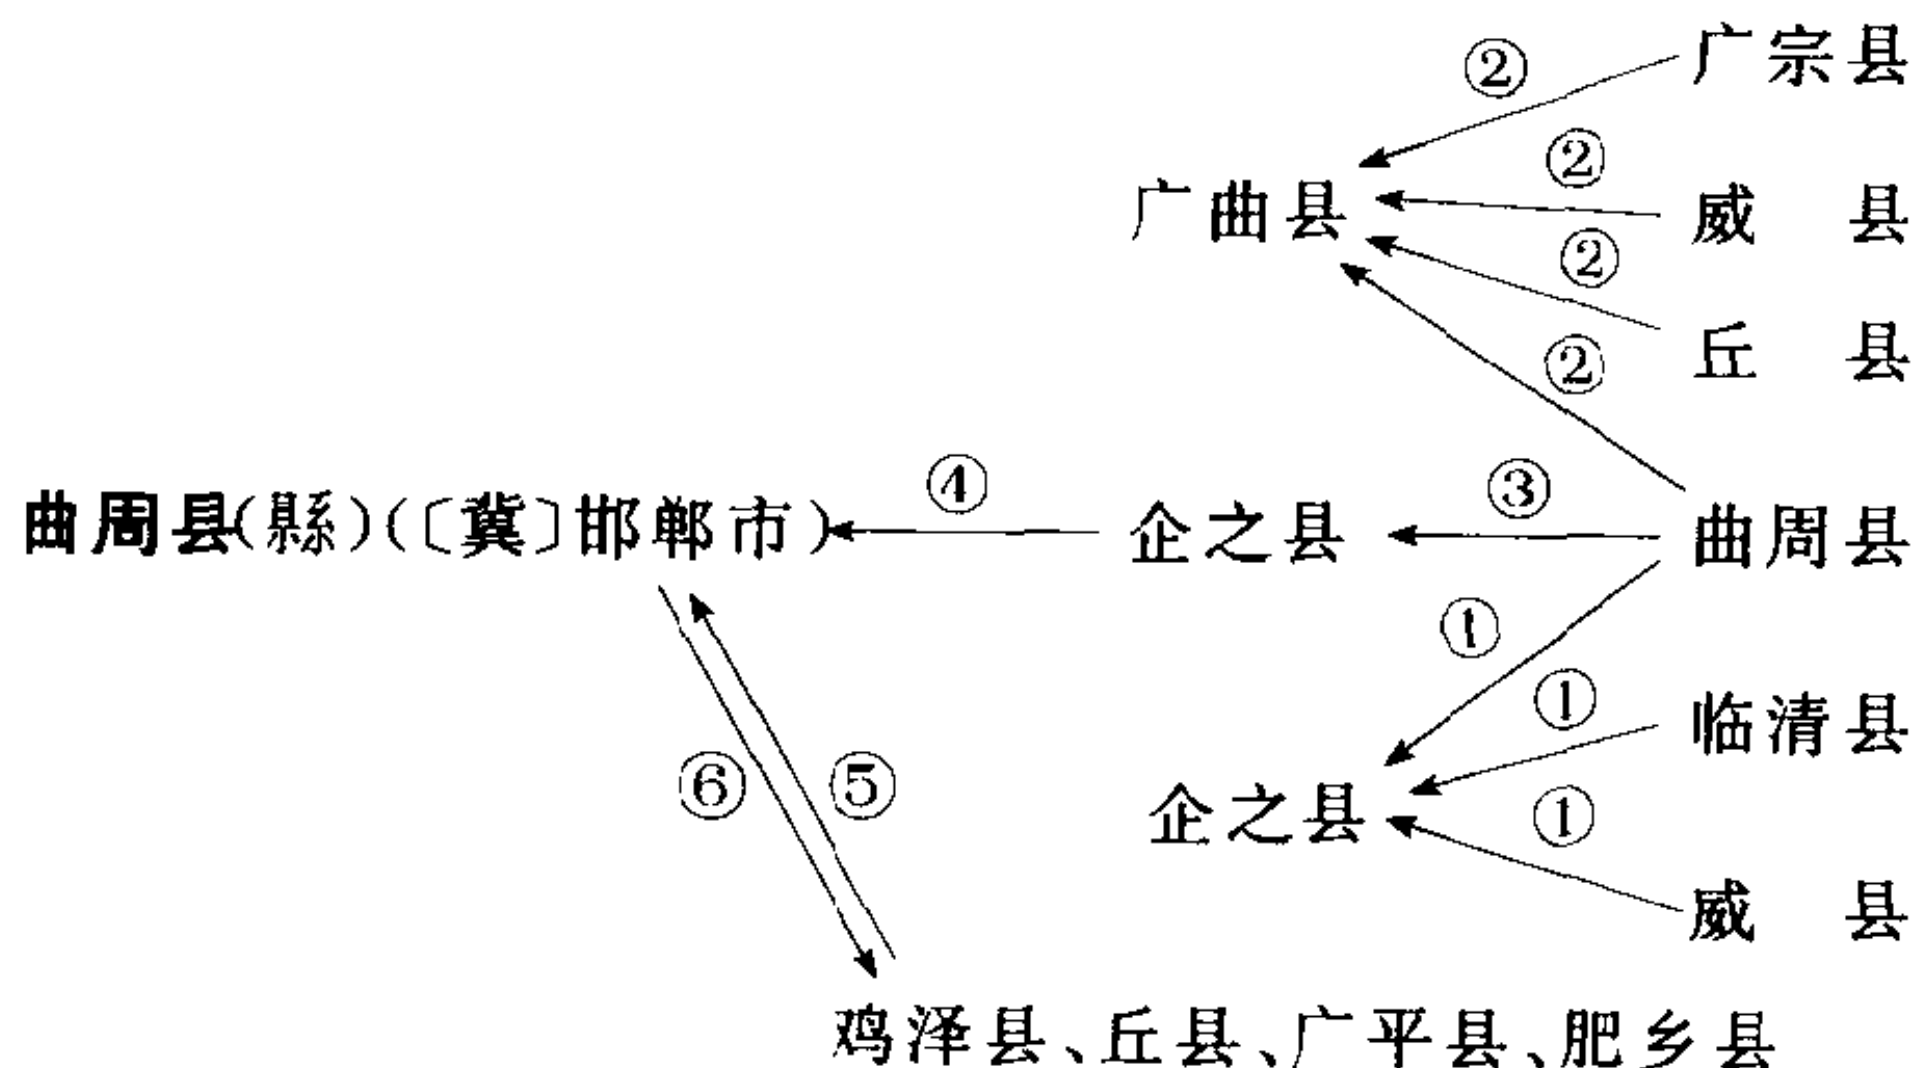 广宗县
②
②
广曲县
威 县
②
②
丘 县
曲周县(縣)(〔冀〕邯郸市)
④
企之县
③
曲周县
①
①
临清县
⑥
⑤
企之县
①
威 县
鸡泽县、丘县、广平县、肥乡县